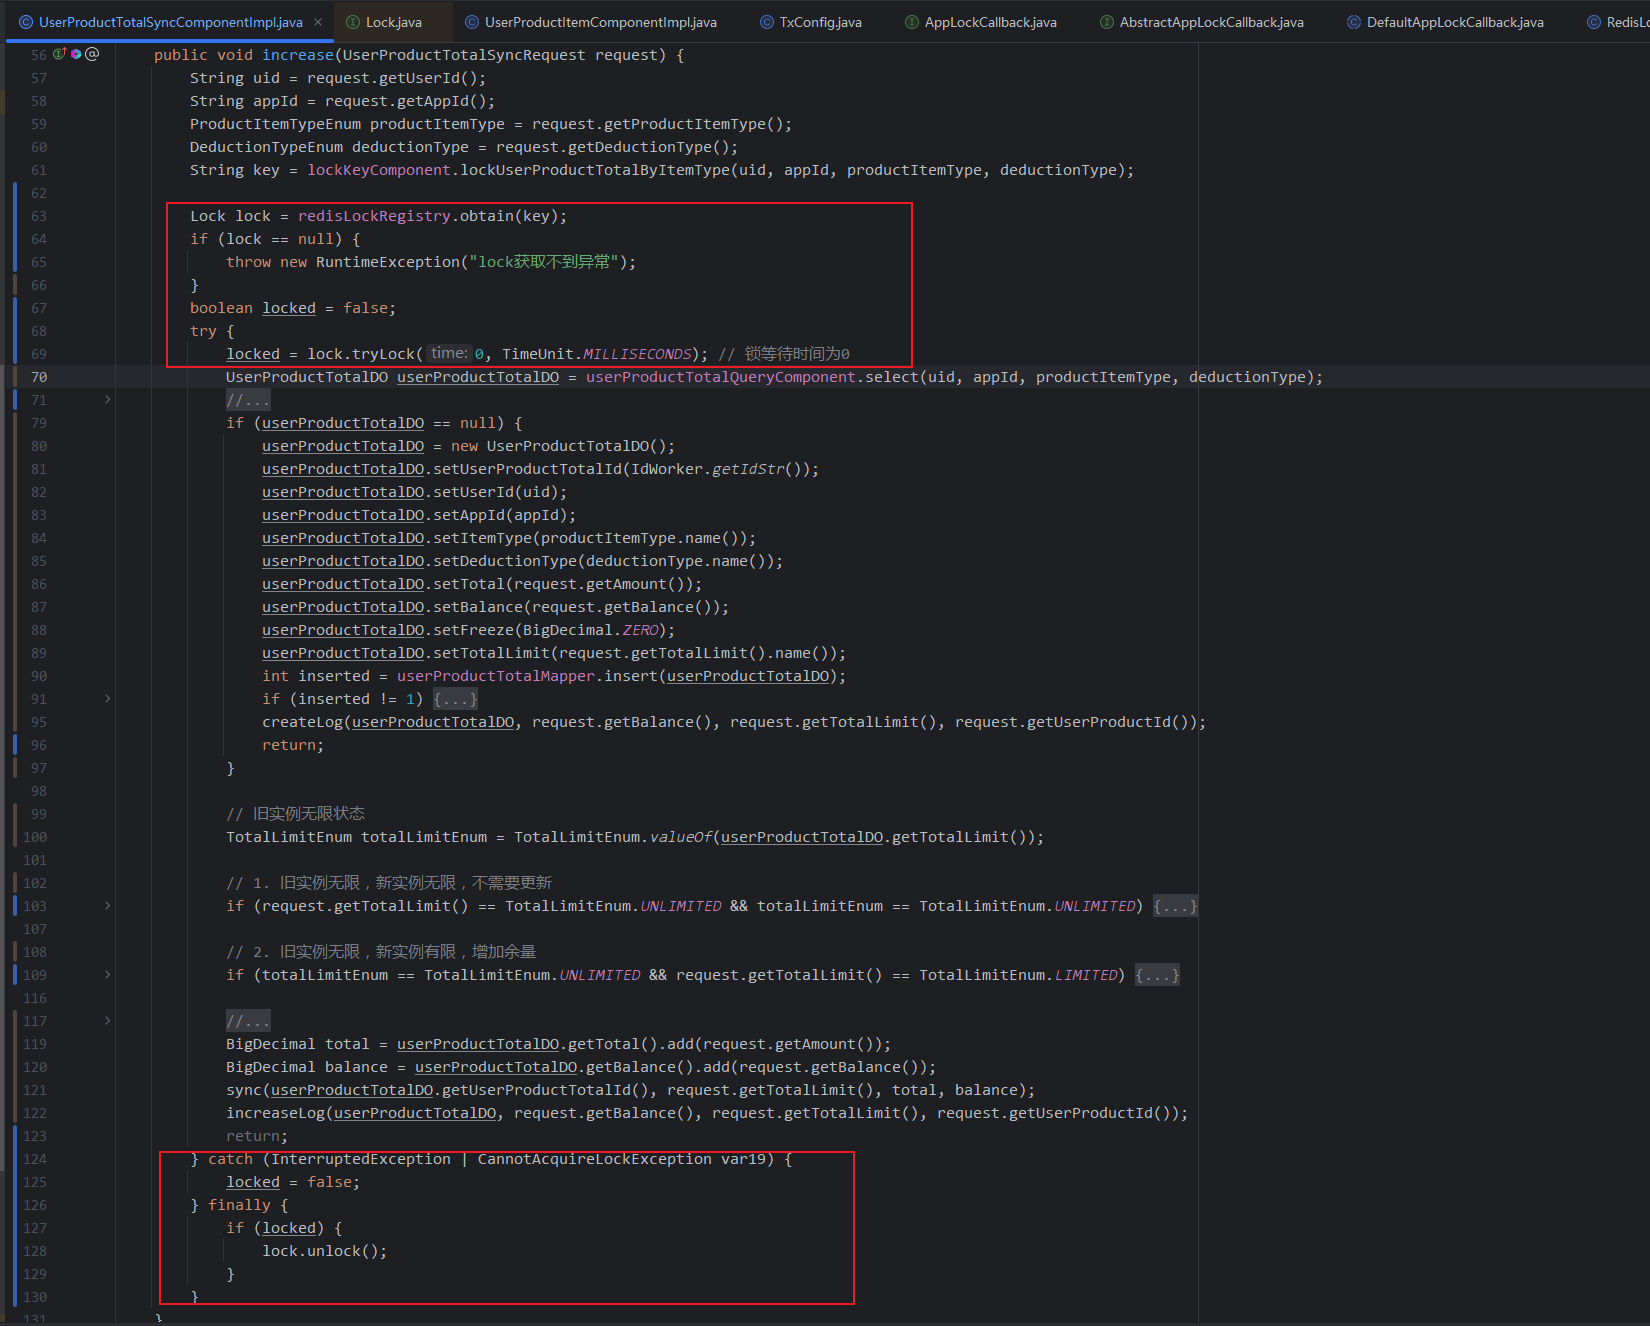 UserProductTotalSyncComponentImpl.java × Lock.java UserProductItemComponentImpl.java TxConfig.java AppLockCallback.java AbstractAppLockCallback.java DefaultAppLockCallback.java RedisLo
56 public void increase(UserProductTotalSyncRequest request) {
57 String uid = request.getUserId();
58 String appId = request.getAppId();
59 ProductItemTypeEnum productItemType = request.getProductItemType();
60 DeductionTypeEnum deductionType = request.getDeductionType();
61 String key = lockKeyComponent.lockUserProductTotalByItemType(uid, appId, productItemType, deductionType);
62
63 Lock lock = redisLockRegistry.obtain(key);
64 if (lock == null) {
65 throw new RuntimeException("lock获取不到异常");
66 }
67 boolean locked = false;
68 try {
69 locked = lock.tryLock( time: 0, TimeUnit.MILLISECONDS); // 锁等待时间为0
70 UserProductTotalDO userProductTotalDO = userProductTotalQueryComponent.select(uid, appId, productItemType, deductionType);
71 //...
79 if (userProductTotalDO == null) {
80 userProductTotalDO = new UserProductTotalDO();
81 userProductTotalDO.setUserProductTotalId(IdWorker.getIdStr());
82 userProductTotalDO.setUserId(uid);
83 userProductTotalDO.setAppId(appId);
84 userProductTotalDO.setItemType(productItemType.name());
85 userProductTotalDO.setDeductionType(deductionType.name());
86 userProductTotalDO.setTotal(request.getAmount());
87 userProductTotalDO.setBalance(request.getBalance());
88 userProductTotalDO.setFreeze(BigDecimal.ZERO);
89 userProductTotalDO.setTotalLimit(request.getTotalLimit().name());
90 int inserted = userProductTotalMapper.insert(userProductTotalDO);
91 if (inserted != 1) {...}
95 createLog(userProductTotalDO, request.getBalance(), request.getTotalLimit(), request.getUserProductId());
96 return;
97 }
98
99 // 旧实例无限状态
100 TotalLimitEnum totalLimitEnum = TotalLimitEnum.valueOf(userProductTotalDO.getTotalLimit());
101
102 // 1. 旧实例无限，新实例无限，不需要更新
103 if (request.getTotalLimit() == TotalLimitEnum.UNLIMITED && totalLimitEnum == TotalLimitEnum.UNLIMITED) {...}
107
108 // 2. 旧实例无限，新实例有限，增加余量
109 if (totalLimitEnum == TotalLimitEnum.UNLIMITED && request.getTotalLimit() == TotalLimitEnum.LIMITED) {...}
116
117 //...
119 BigDecimal total = userProductTotalDO.getTotal().add(request.getAmount());
120 BigDecimal balance = userProductTotalDO.getBalance().add(request.getBalance());
121 sync(userProductTotalDO.getUserProductTotalId(), request.getTotalLimit(), total, balance);
122 increaseLog(userProductTotalDO, request.getBalance(), request.getTotalLimit(), request.getUserProductId());
123 return;
124 } catch (InterruptedException | CannotAcquireLockException var19) {
125 locked = false;
126 } finally {
127 if (locked) {
128 lock.unlock();
129 }
130 }
131 }